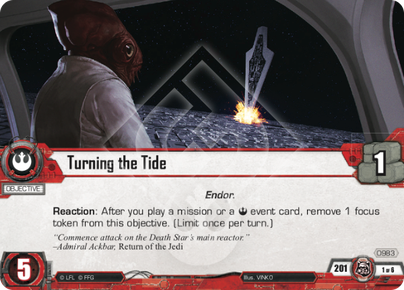 Turning the Tide
1
OBJECTIVE
Endor.
Reaction: After you play a mission or a event card, remove 1 focus
token from this objective. (Limit once per turn.)
"Commence attack on the Death Star's main reactor."
–Admiral Ackbar, Return of the Jedi
0983
5
© LFL © FFG
Illus. VINKO
201
1 of 6